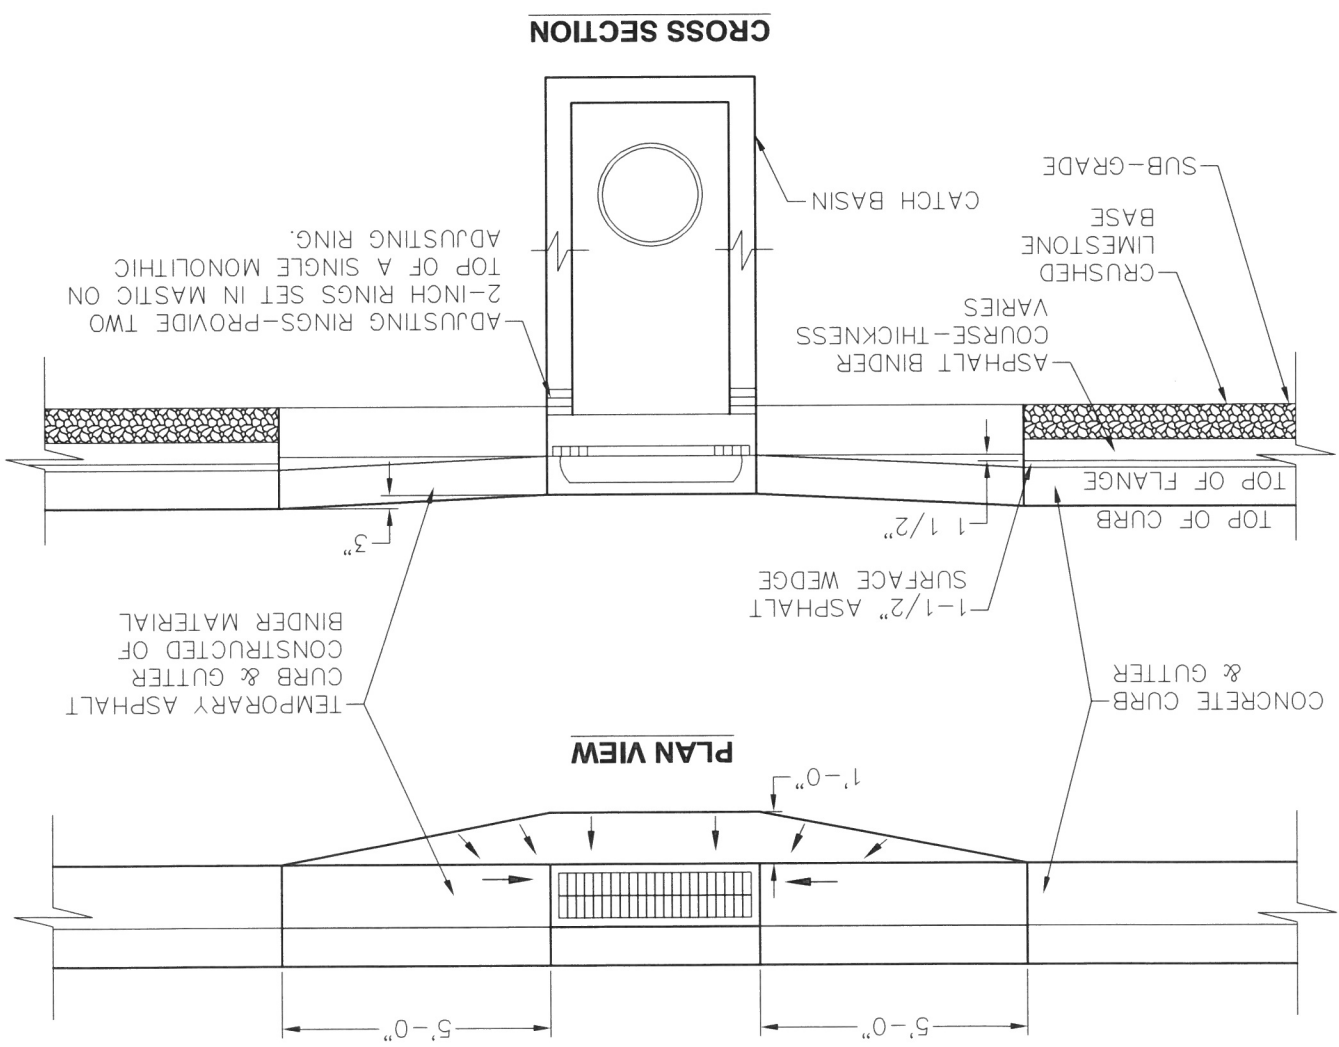 5'-0"
5'-0"
1'-0"
PLAN VIEW
CONCRETE CURB
& GUTTER
TEMPORARY ASPHALT
CURB & GUTTER
CONSTRUCTED OF
BINDER MATERIAL
1-1/2" ASPHALT
SURFACE WEDGE
1 1/2"
3"
TOP OF CURB
TOP OF FLANGE
ASPHALT BINDER
COURSE-THICKNESS
VARIES
CRUSHED
LIMESTONE
BASE
SUB-GRADE
ADJUSTING RINGS-PROVIDE TWO
2-INCH RINGS SET IN MASTIC ON
TOP OF A SINGLE MONOLITHIC
ADJUSTING RING.
CATCH BASIN
CROSS SECTION